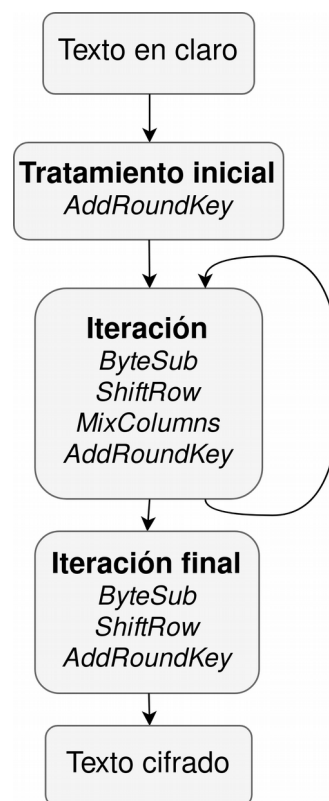 Texto en claro
Tratamiento inicial
AddRoundKey
Iteración
ByteSub
ShiftRow
MixColumns
AddRoundKey
Iteración final
ByteSub
ShiftRow
AddRoundKey
Texto cifrado